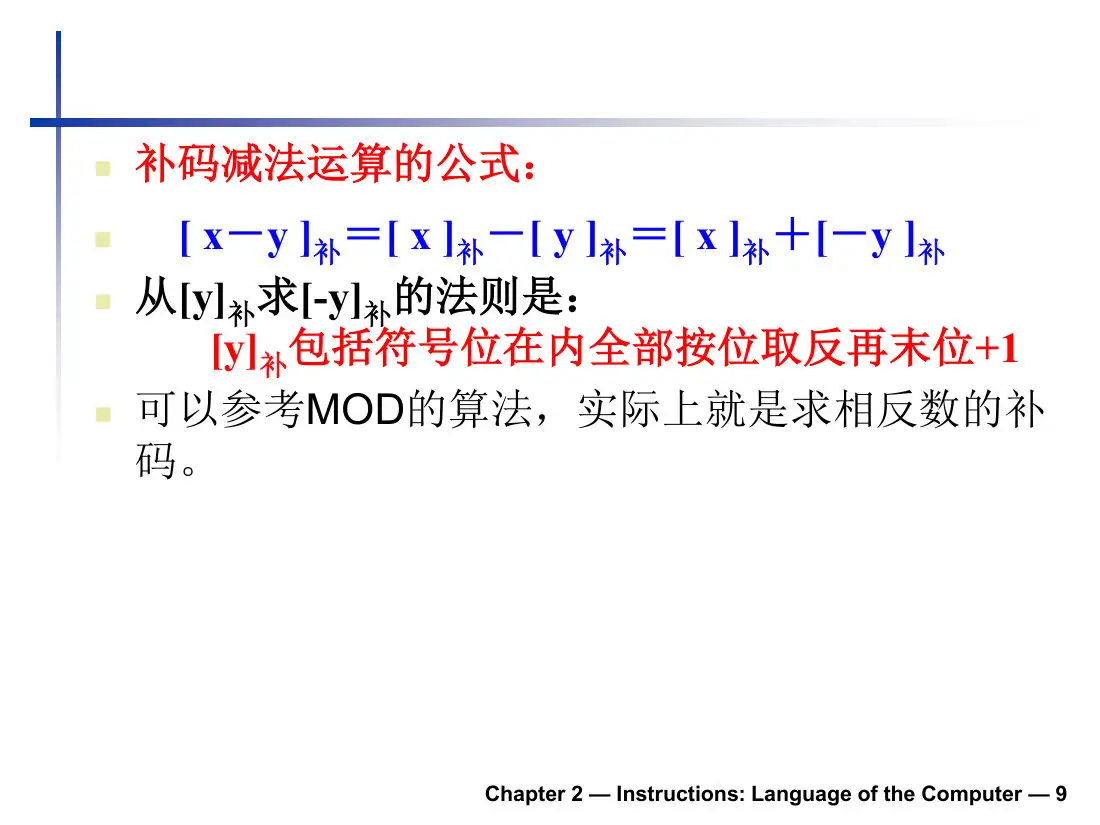 补码减法运算的公式：
[ x－y ]补＝[ x ]补－[ y ]补＝[ x ]补＋[－y ]补
从[y]补求[-y]补的法则是：
[y]补包括符号位在内全部按位取反再末位+1
可以参考MOD的算法，实际上就是求相反数的补
码。
Chapter 2 — Instructions: Language of the Computer — 9